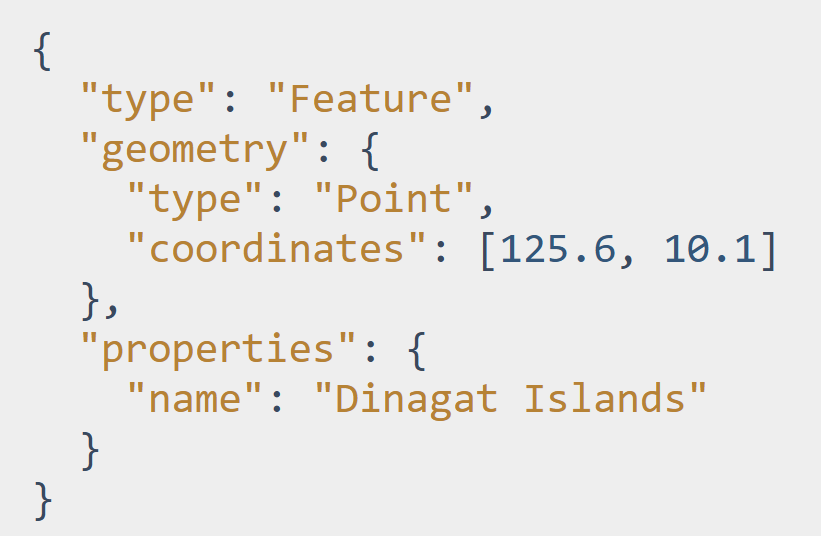 {
  "type": "Feature",
  "geometry": {
    "type": "Point",
    "coordinates": [125.6, 10.1]
  },
  "properties": {
    "name": "Dinagat Islands"
  }
}